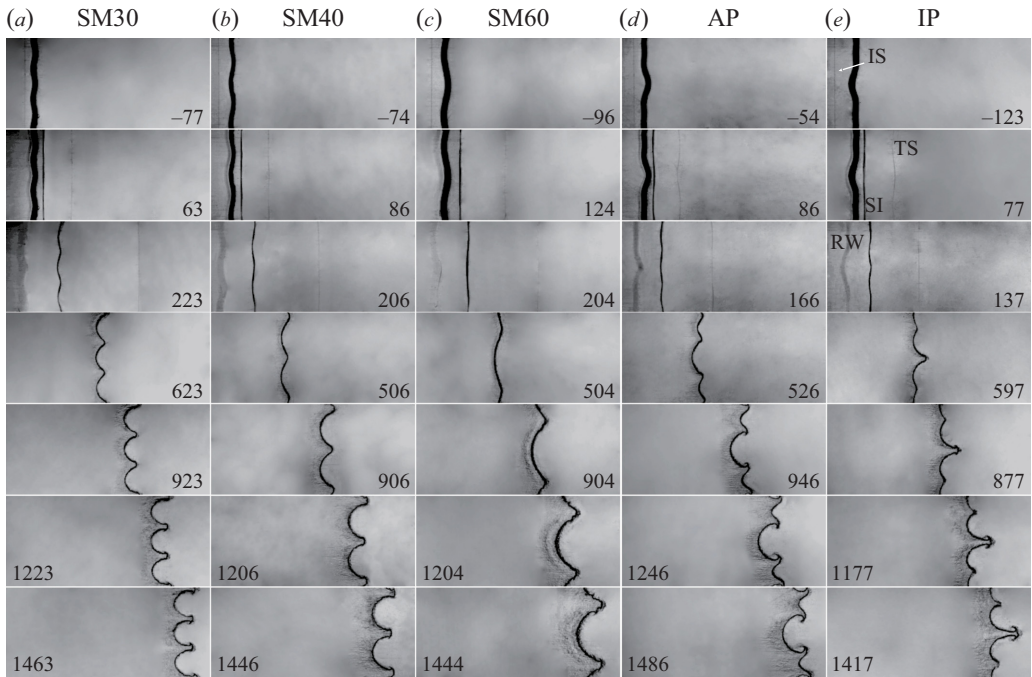 (a) SM30 (b) SM40 (c) SM60 (d) AP (e) IP
IS
–77 –74 –96 –54 –123
TS
63 86 124 86 SI 77
RW
223 206 204 166 137
623 506 504 526 597
923 906 904 946 877
1223 1206 1204 1246 1177
1463 1446 1444 1486 1417